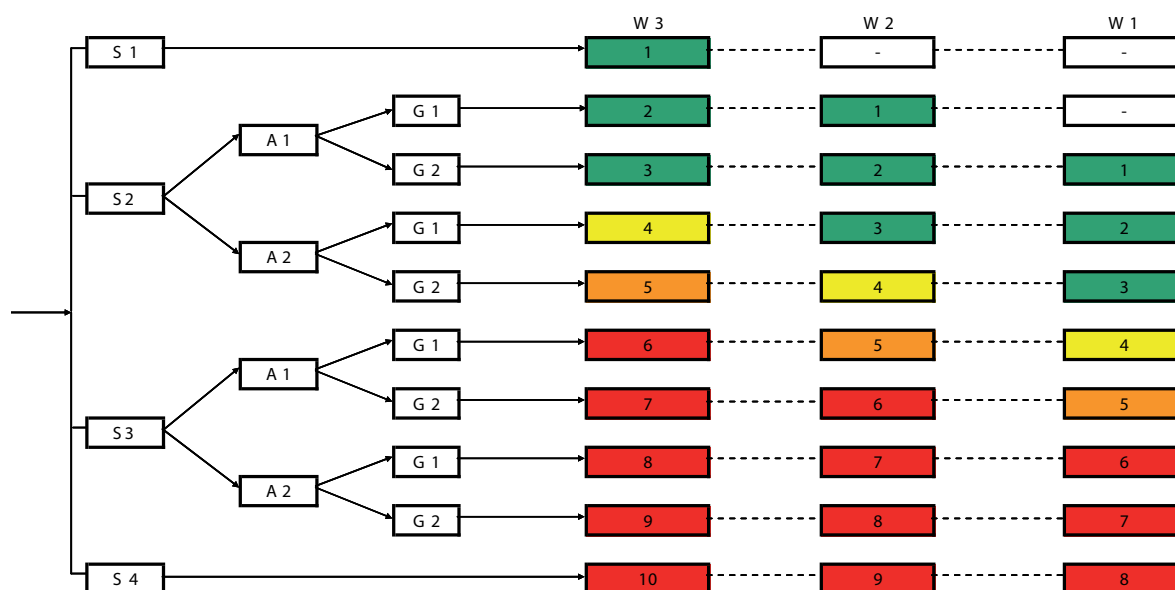 W 3 W 2 W 1
S 1 1 - -
G 1 2 1 -
A 1
G 2 3 2 1
S 2
G 1 4 3 2
A 2
G 2 5 4 3
G 1 6 5 4
A 1
G 2 7 6 5
S 3
G 1 8 7 6
A 2
G 2 9 8 7
S 4 10 9 8